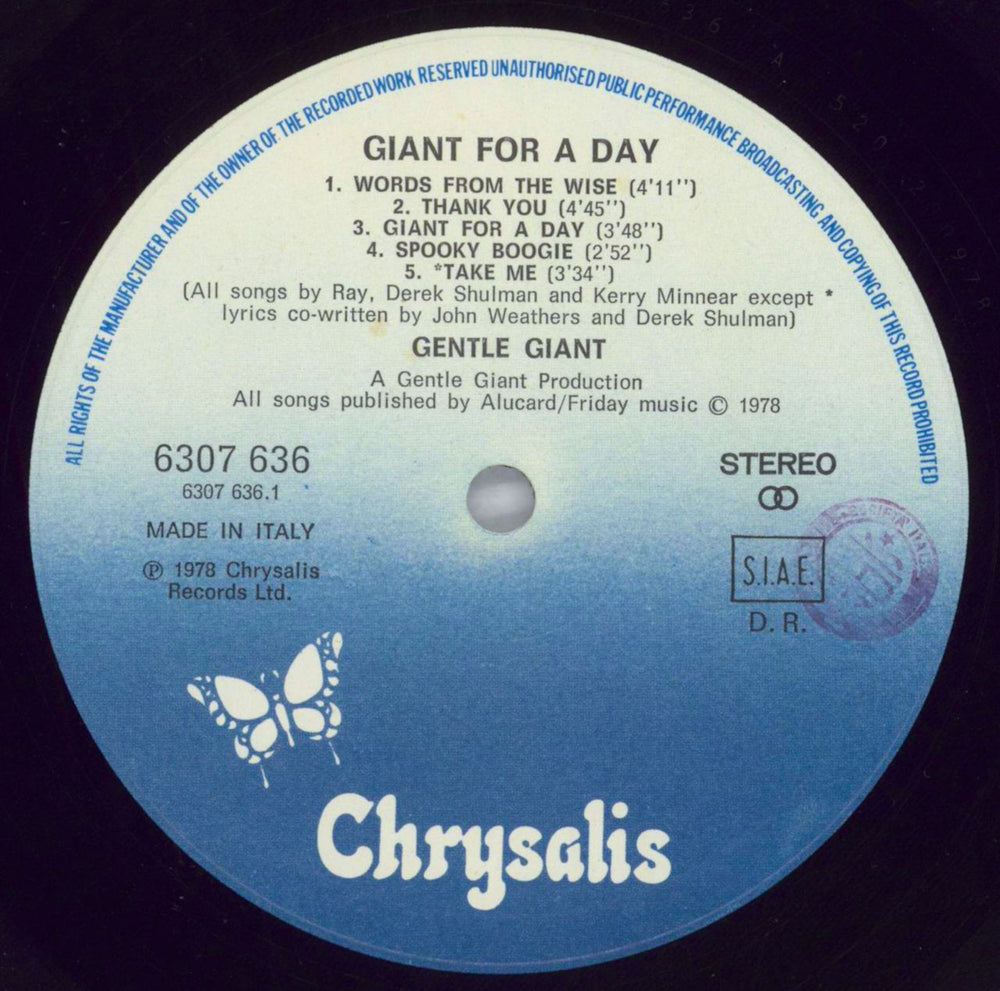 ALL RIGHTS OF THE MANUFACTURER AND OF THE OWNER OF THE RECORDED WORK RESERVED UNAUTHORISED PUBLIC PERFORMANCE BROADCASTING AND COPYING OF THIS RECORD PROHIBITED
GIANT FOR A DAY
1. WORDS FROM THE WISE (4'11'')
2. THANK YOU (4'45'')
3. GIANT FOR A DAY (3'48'')
4. SPOOKY BOOGIE (2'52'')
5. *TAKE ME (3'34'')
(All songs by Ray, Derek Shulman and Kerry Minnear except *
lyrics co-written by John Weathers and Derek Shulman)
GENTLE GIANT
A Gentle Giant Production
All songs published by Alucard/Friday music © 1978
6307 636
6307 636.1
MADE IN ITALY
℗ 1978 Chrysalis
Records Ltd.
STEREO
S.I.A.E.
D. R.
Chrysalis